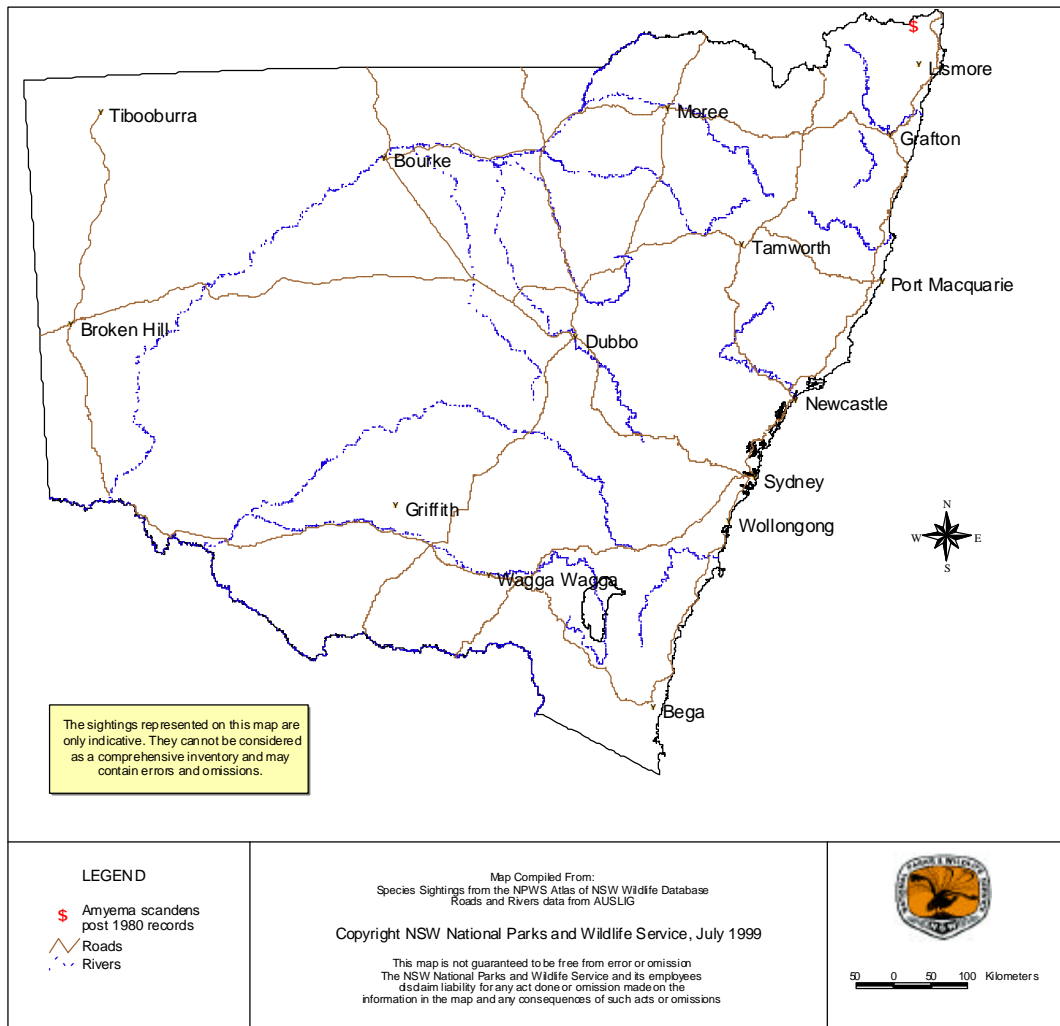 $
Lismore
Tibooburra
Moree
Grafton
Bourke
Tamworth
Port Macquarie
Broken Hill
Dubbo
Newcastle
Sydney
Griffith
Wollongong
N
W E
S
Wagga Wagga
Bega
The sightings represented on this map are
only indicative. They cannot be considered
as a comprehensive inventory and may
contain errors and omissions.
LEGEND
$ Amyema scandens
post 1980 records
Roads
Rivers
Map Compiled From:
Species Sightings from the NPWS Atlas of NSW Wildlife Database
Roads and Rivers data from AUSLIG
Copyright NSW National Parks and Wildlife Service, July 1999
This map is not guaranteed to be free from error or omission
The NSW National Parks and Wildlife Service and its employees
disclaim liability for any act done or omission made on the
information in the map and any consequences of such acts or omissions
50 0 50 100 Kilometers